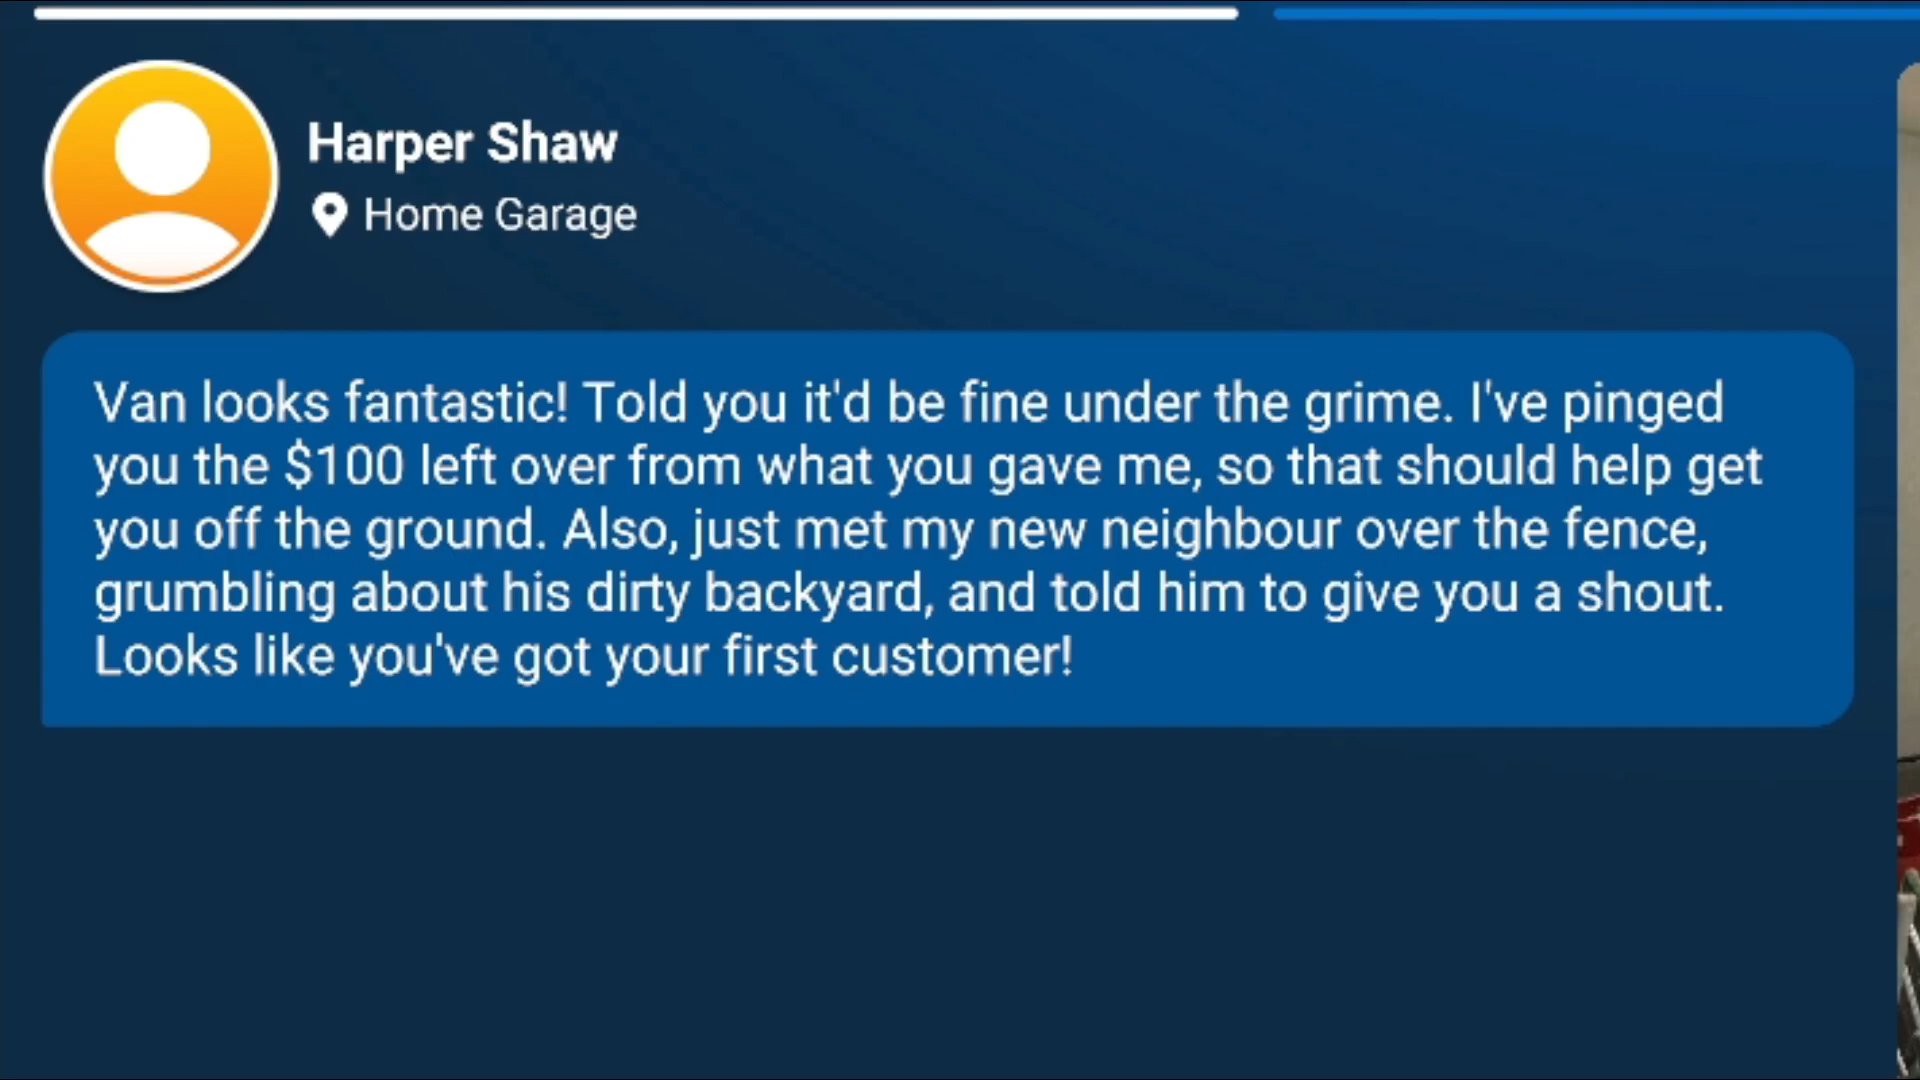 Harper Shaw
Home Garage
Van looks fantastic! Told you it'd be fine under the grime. I've pinged
you the $100 left over from what you gave me, so that should help get
you off the ground. Also, just met my new neighbour over the fence,
grumbling about his dirty backyard, and told him to give you a shout.
Looks like you've got your first customer!